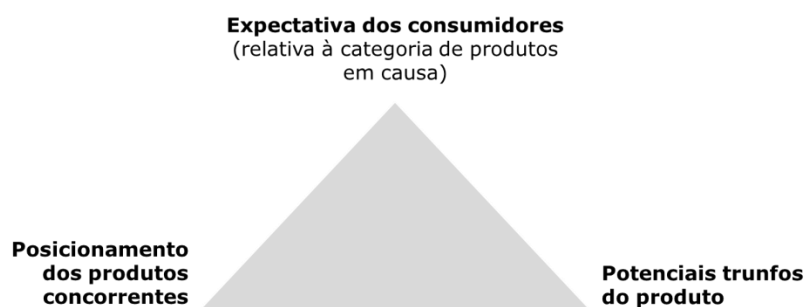 Expectativa dos consumidores
(relativa à categoria de produtos
em causa)
Posicionamento
dos produtos
concorrentes
Potenciais trunfos
do produto